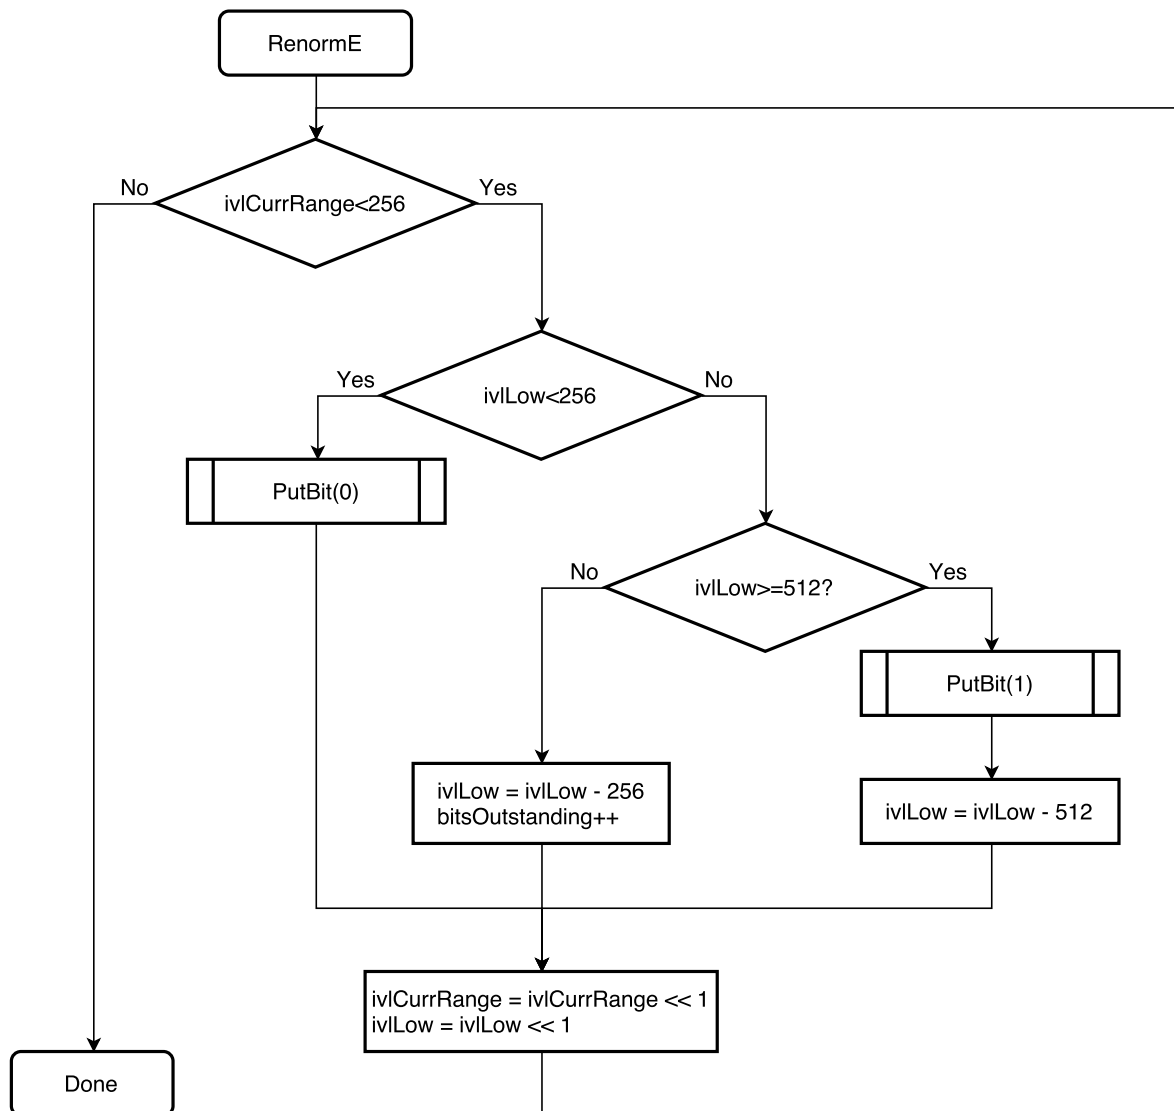 RenormE
No
Yes
ivlCurrRange<256
Yes
No
ivlLow<256
PutBit(0)
No
Yes
ivlLow>=512?
PutBit(1)
ivlLow = ivlLow - 256
bitsOutstanding++
ivlLow = ivlLow - 512
ivlCurrRange = ivlCurrRange << 1
ivlLow = ivlLow << 1
Done